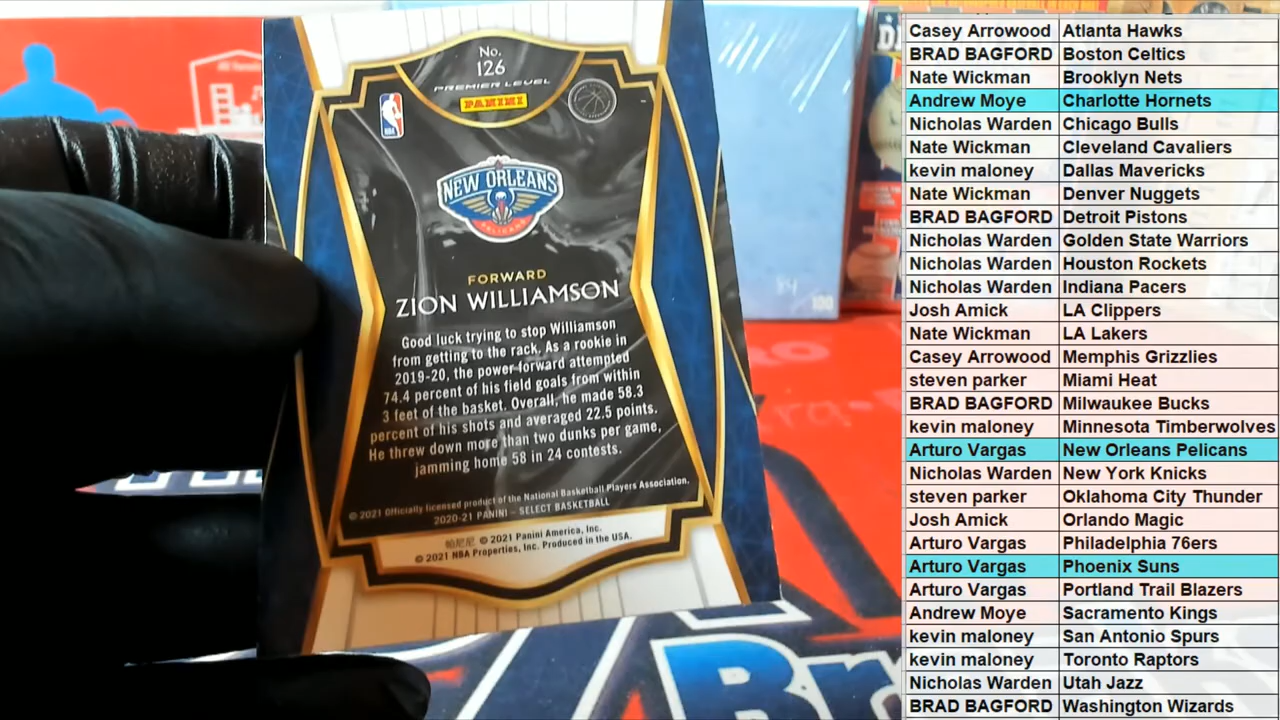 No.
126
PREMIER LEVEL
PANINI
NBA
NEW ORLEANS
PELICANS
FORWARD
ZION WILLIAMSON
Good luck trying to stop Williamson
from getting to the rack. As a rookie in
2019-20, the power forward attempted
74.4 percent of his field goals from within
3 feet of the basket. Overall, he made 58.3
percent of his shots and averaged 22.5 points.
He threw down more than two dunks per game,
jamming home 58 in 24 contests.
© 2021 Officially licensed product of the National Basketball Players Association.
2020-21 PANINI – SELECT BASKETBALL
帕尼尼 © 2021 Panini America, Inc.
© 2021 NBA Properties, Inc. Produced in the USA.
100
Br
Casey Arrowood Atlanta Hawks
BRAD BAGFORD Boston Celtics
Nate Wickman Brooklyn Nets
Andrew Moye Charlotte Hornets
Nicholas Warden Chicago Bulls
Nate Wickman Cleveland Cavaliers
kevin maloney Dallas Mavericks
Nate Wickman Denver Nuggets
BRAD BAGFORD Detroit Pistons
Nicholas Warden Golden State Warriors
Nicholas Warden Houston Rockets
Nicholas Warden Indiana Pacers
Josh Amick LA Clippers
Nate Wickman LA Lakers
Casey Arrowood Memphis Grizzlies
steven parker Miami Heat
BRAD BAGFORD Milwaukee Bucks
kevin maloney Minnesota Timberwolves
Arturo Vargas New Orleans Pelicans
Nicholas Warden New York Knicks
steven parker Oklahoma City Thunder
Josh Amick Orlando Magic
Arturo Vargas Philadelphia 76ers
Arturo Vargas Phoenix Suns
Arturo Vargas Portland Trail Blazers
Andrew Moye Sacramento Kings
kevin maloney San Antonio Spurs
kevin maloney Toronto Raptors
Nicholas Warden Utah Jazz
BRAD BAGFORD Washington Wizards